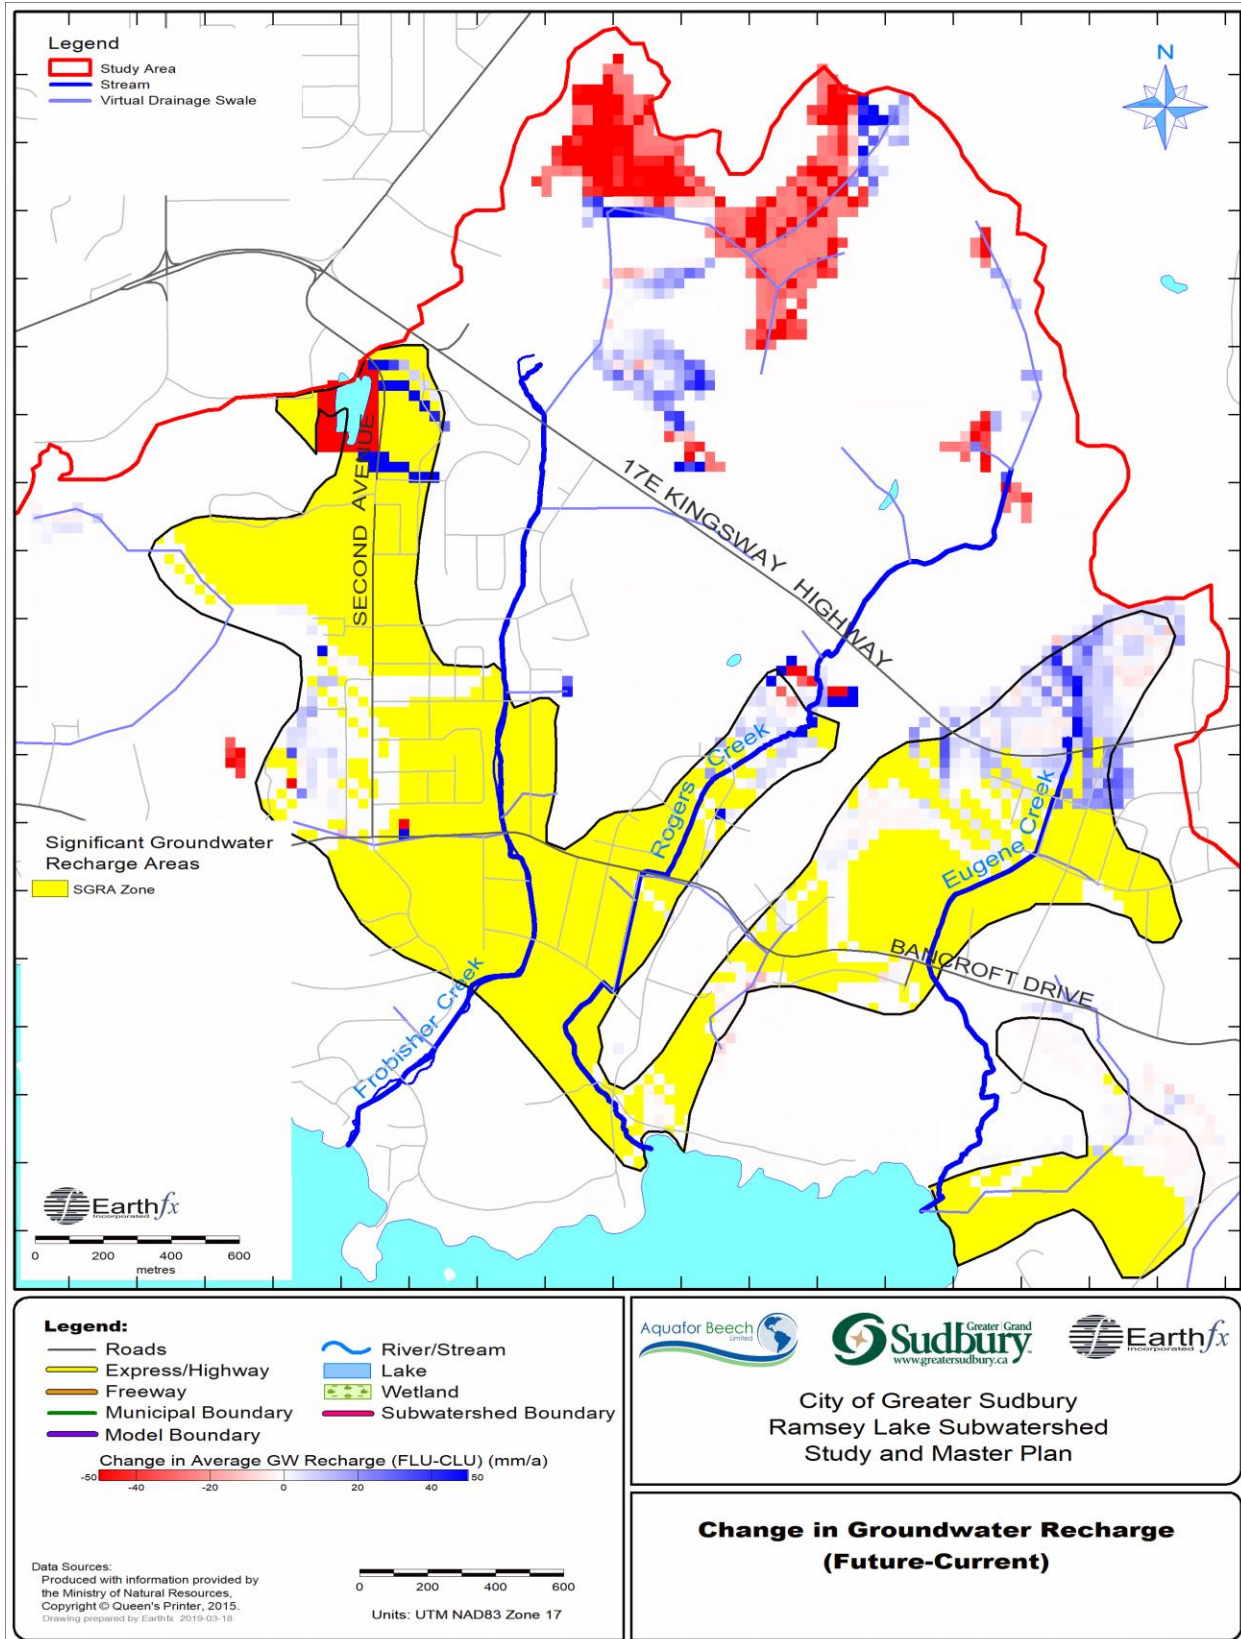 Legend
Study Area
Stream
Virtual Drainage Swale
N
SECOND AVENUE
17E KINGSWAY HIGHWAY
Rogers Creek
Eugene Creek
BANCROFT DRIVE
Frobisher Creek
Significant Groundwater
Recharge Areas
SGRA Zone
Earthfx
Incorporated
0 200 400 600
metres
Legend:
Roads
Express/Highway
Freeway
Municipal Boundary
Model Boundary
River/Stream
Lake
Wetland
Subwatershed Boundary
Change in Average GW Recharge (FLU-CLU) (mm/a)
-50 50
-40 -20 0 20 40
Data Sources:
Produced with information provided by
the Ministry of Natural Resources,
Copyright © Queen's Printer, 2015.
Drawing prepared by Earthfx 2019-03-18
0 200 400 600
Units: UTM NAD83 Zone 17
Aquafor Beech
Limited
Greater | Grand
Sudbury
www.greatersudbury.ca
Earthfx
Incorporated
City of Greater Sudbury
Ramsey Lake Subwatershed
Study and Master Plan
Change in Groundwater Recharge
(Future-Current)